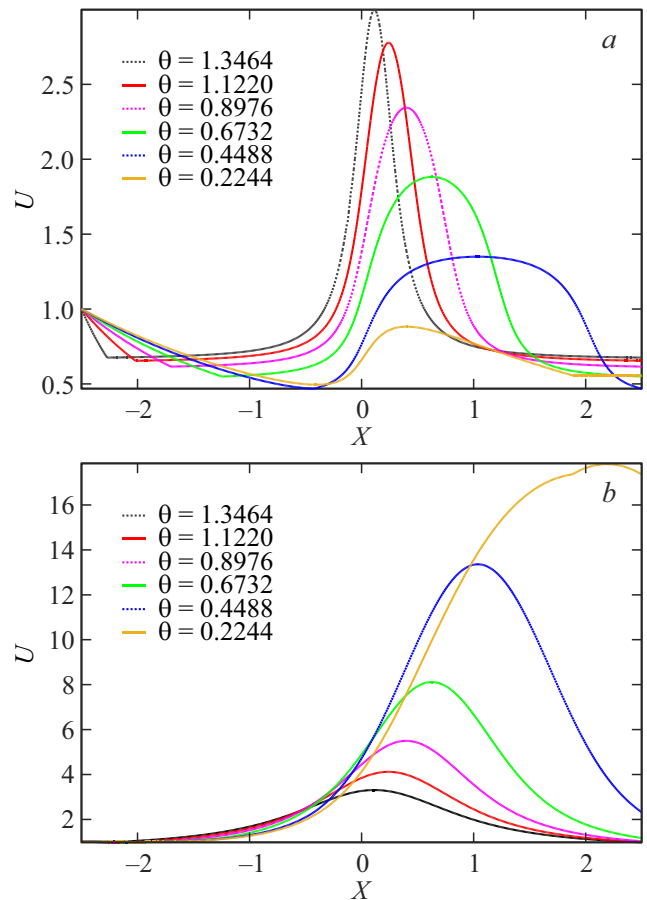 a
θ = 1.3464
θ = 1.1220
θ = 0.8976
θ = 0.6732
θ = 0.4488
θ = 0.2244
2.5
2.0
1.5
1.0
0.5
U
–2 –1 0 1 2
X
b
θ = 1.3464
θ = 1.1220
θ = 0.8976
θ = 0.6732
θ = 0.4488
θ = 0.2244
16
14
12
10
8
6
4
2
U
–2 –1 0 1 2
X